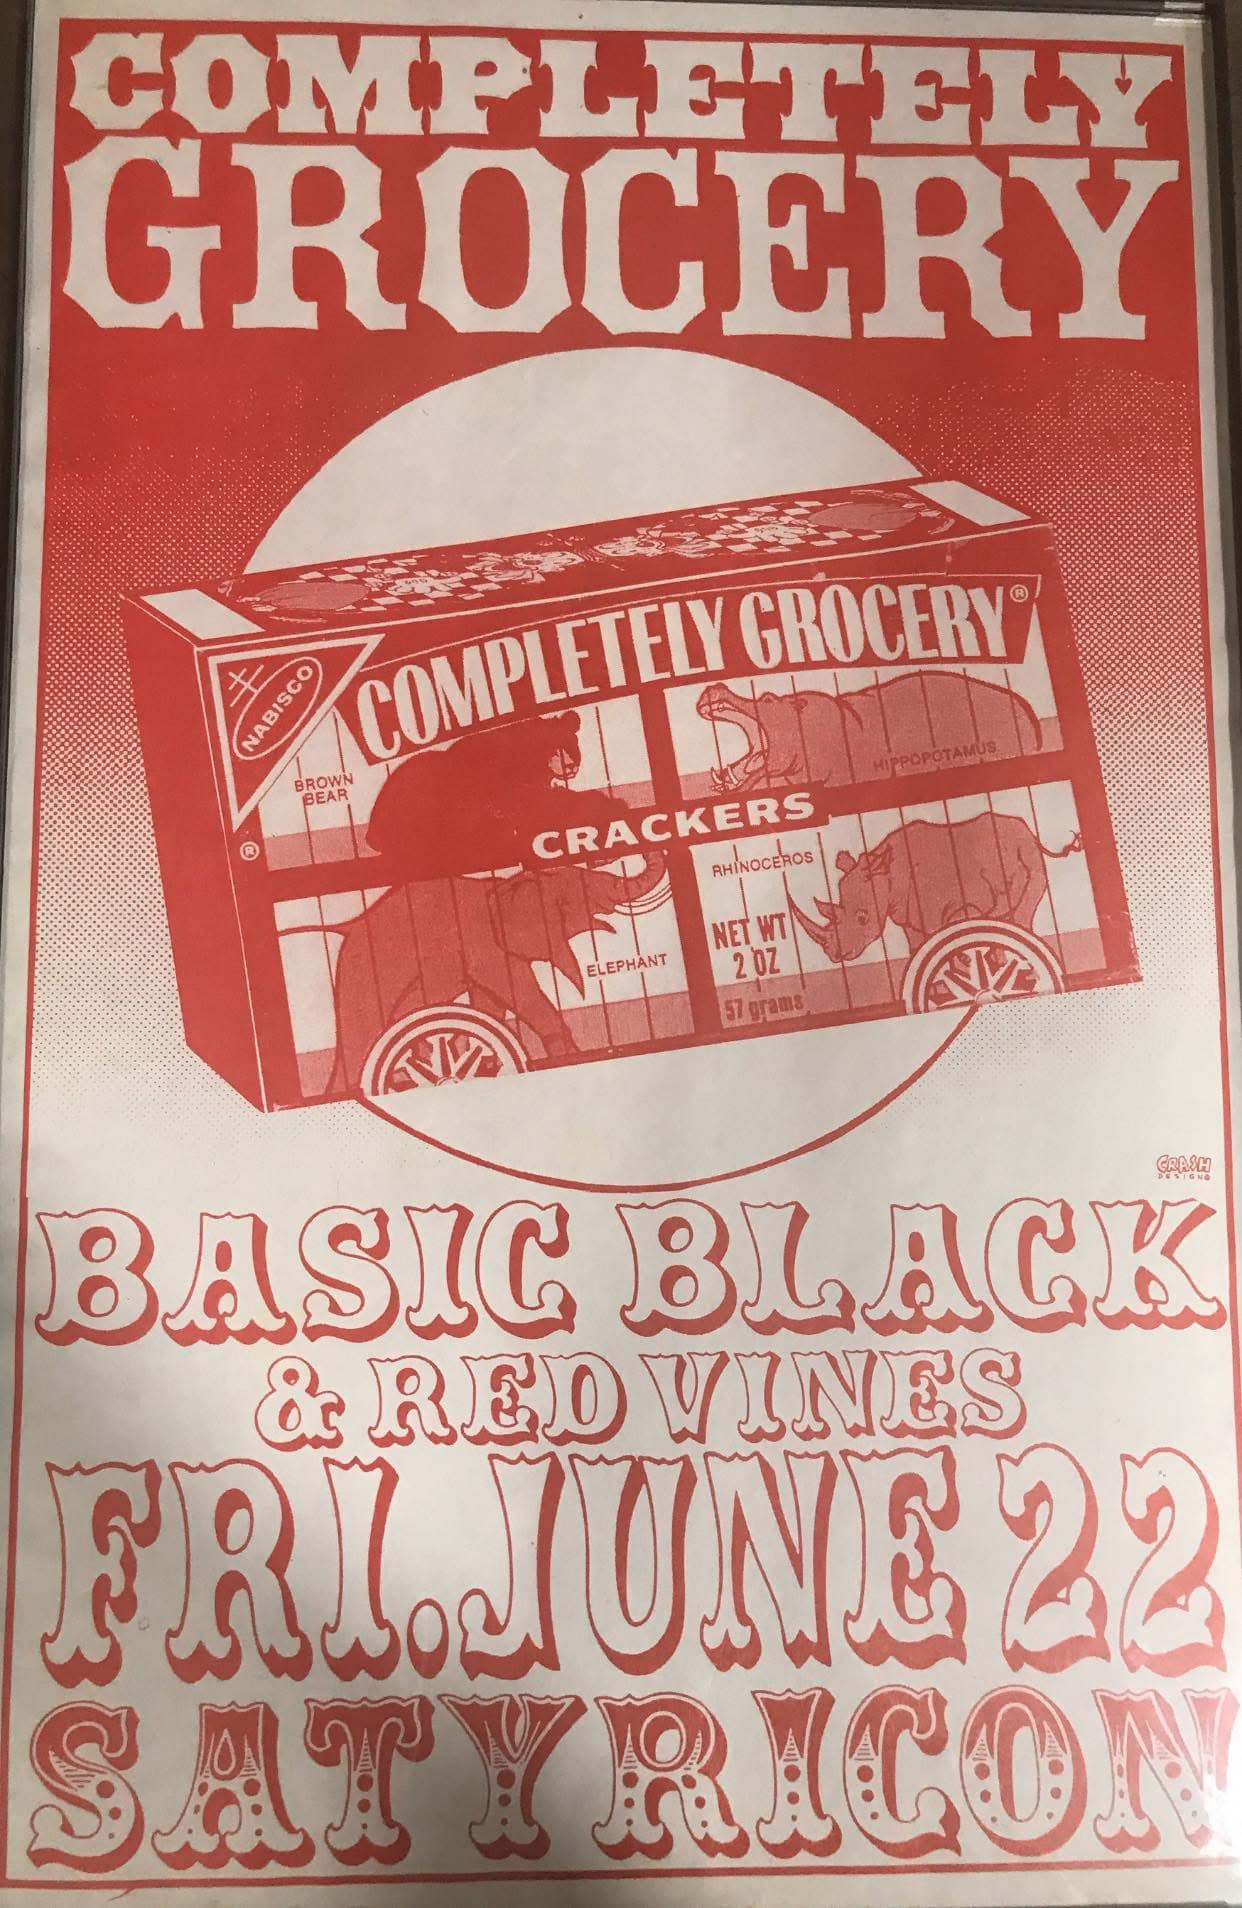 COMPLETELY
GROCERY
COMPLETELY GROCERY®
NABISCO
BROWN
BEAR
HIPPOPOTAMUS
CRACKERS
®
RHINOCEROS
NET WT
2 OZ
57 grams
ELEPHANT
CRASH
DESIGN
BASIC BLACK
& RED VINES
FRI. JUNE 22
SATYRICON